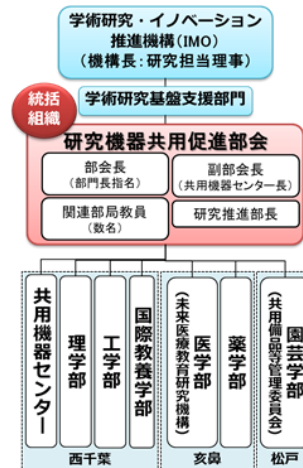 学術研究・イノベーション
推進機構(IMO)
(機構長:研究担当理事)
学術研究基盤支援部門
統括
組織
研究機器共用促進部会
部会長
(部門長指名)
副部会長
(共用機器センター長)
関連部局教員
(数名)
研究推進部長
共用機器センター
理学部
工学部
国際教養学部
医学部
(未来医療教育研究機構)
薬学部
園芸学部
(共用備品等管理委員会)
西千葉
亥鼻
松戸